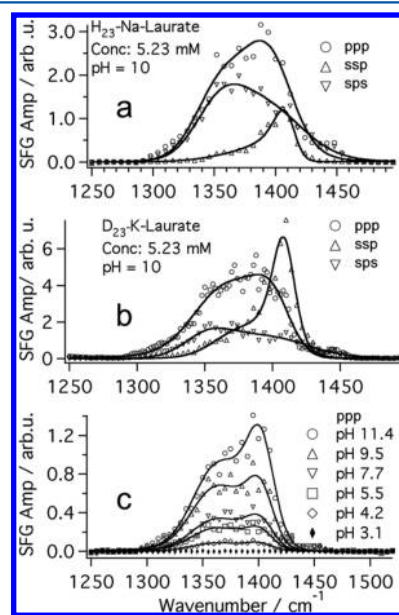 H₂₃-Na-Laurate
Conc: 5.23 mM
pH = 10
ppp
ssp
sps
a
SFG Amp / arb .u.
3.0
2.0
1.0
0.0
1250 1300 1350 1400 1450
D₂₃-K-Laurate
Conc: 5.23 mM
pH = 10
ppp
ssp
sps
b
SFG Amp/ arb.u.
6
4
2
0
1250 1300 1350 1400 1450
ppp
pH 11.4
pH 9.5
pH 7.7
pH 5.5
pH 4.2
pH 3.1
c
SFG Amp / arb.u.
1.2
0.8
0.4
0.0
1250 1300 1350 1400 1450 1500
Wavenumber / cm⁻¹